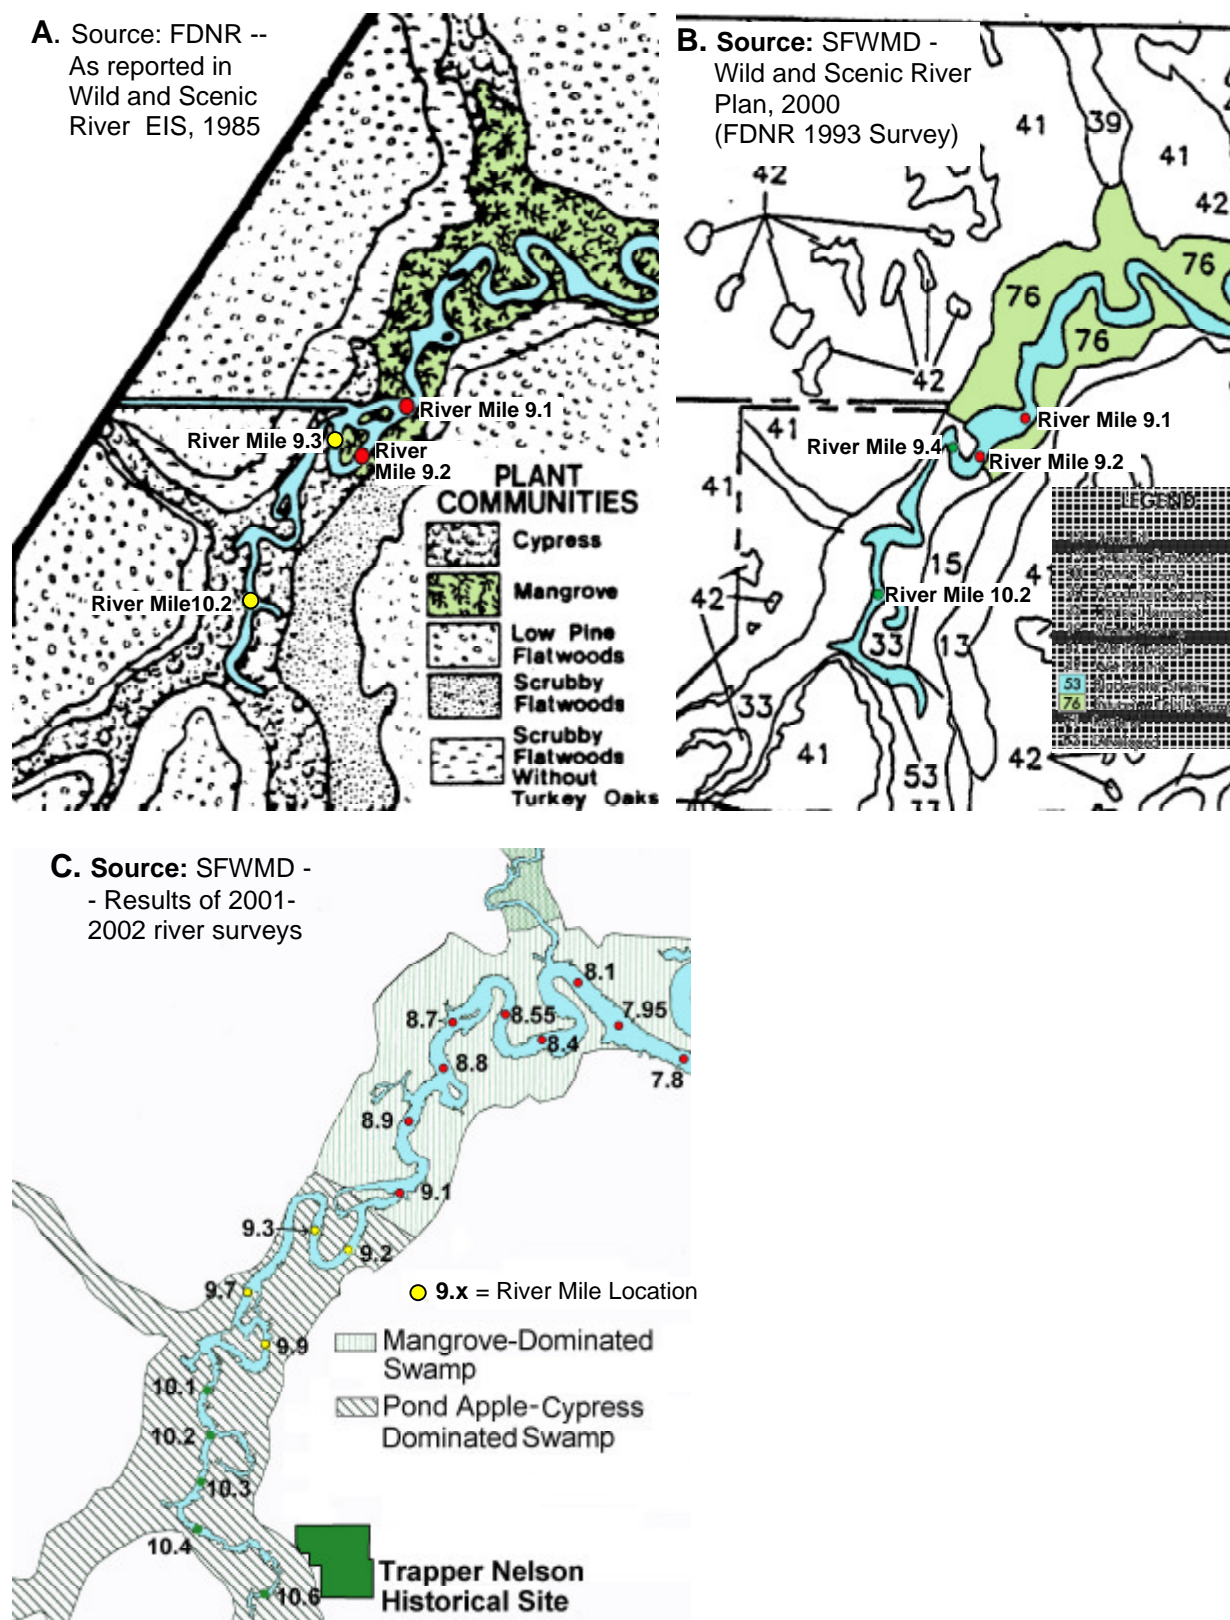 A. Source: FDNR --
As reported in
Wild and Scenic
River EIS, 1985
River Mile 9.1
River Mile 9.3
River
Mile 9.2
River Mile10.2
PLANT
COMMUNITIES
Cypress
Mangrove
Low Pine
Flatwoods
Scrubby
Flatwoods
Scrubby
Flatwoods
Without
Turkey Oaks
B. Source: SFWMD -
Wild and Scenic River
Plan, 2000
(FDNR 1993 Survey)
41
39
41
42
42
76
76
76
42
River Mile 9.1
41
River Mile 9.4
River Mile 9.2
41
LEGEND
15
41
42
River Mile 10.2
33
13
33
41
42
53
53
76
Developed
C. Source: SFWMD -
- Results of 2001-
2002 river surveys
8.1
7.95
8.7
8.55
8.4
8.8
7.8
8.9
9.1
9.3
9.2
9.7
9.x = River Mile Location
9.9
Mangrove-Dominated
Swamp
10.1
Pond Apple-Cypress
Dominated Swamp
10.2
10.3
10.4
Trapper Nelson
Historical Site
10.6